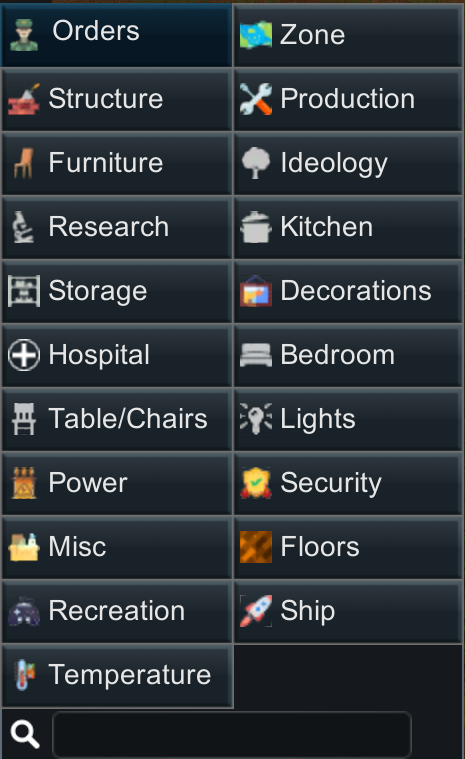 Orders
Zone
Structure
Production
Furniture
Ideology
Research
Kitchen
Storage
Decorations
Hospital
Bedroom
Table/Chairs
Lights
Power
Security
Misc
Floors
Recreation
Ship
Temperature